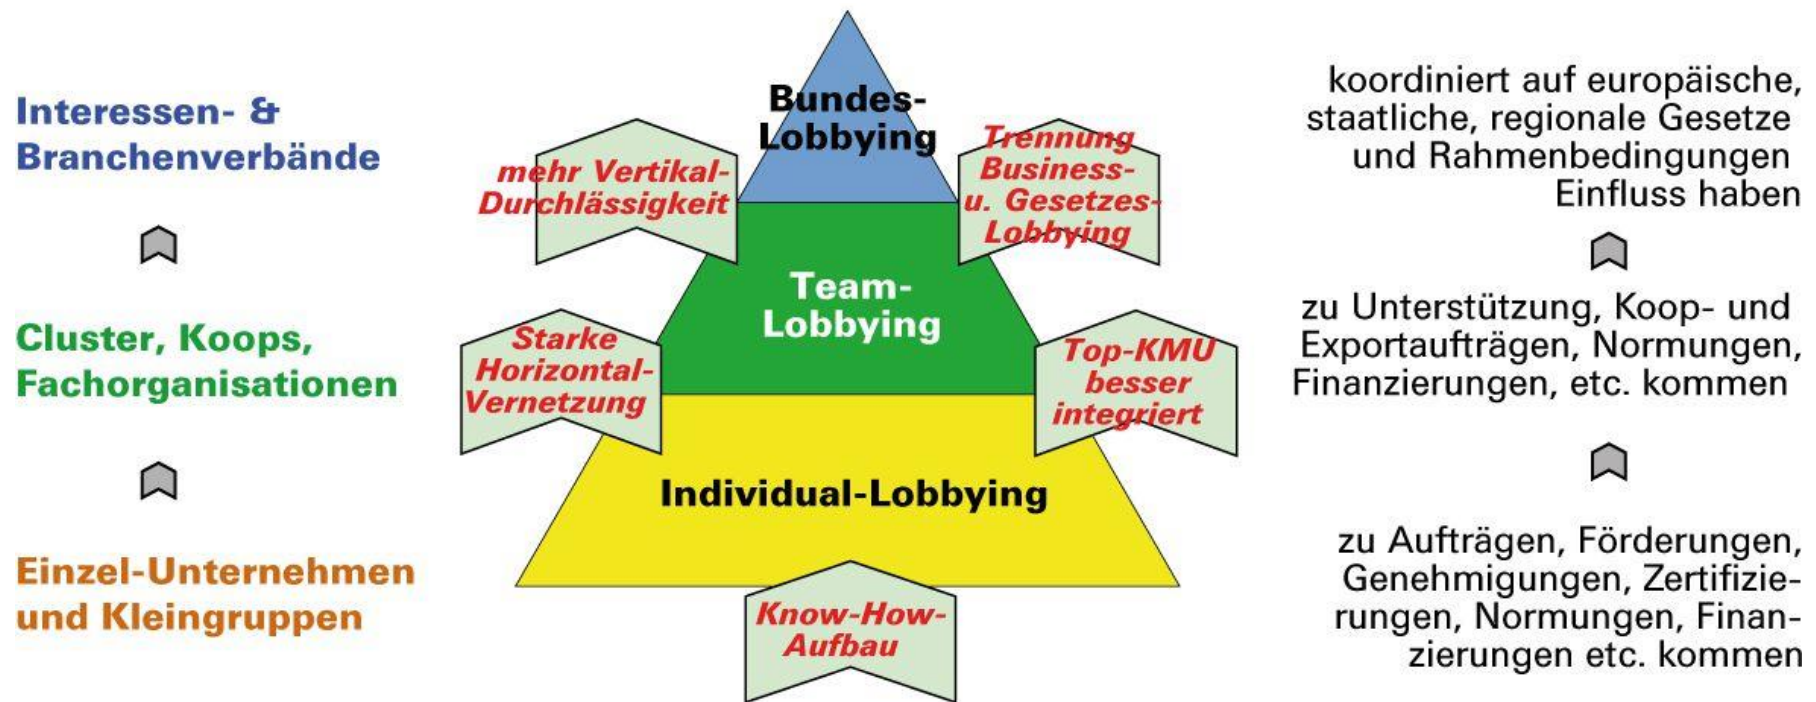 Interessen- &
Branchenverbände
Cluster, Koops,
Fachorganisationen
Einzel-Unternehmen
und Kleingruppen
Bundes-
Lobbying
mehr Vertikal-
Durchlässigkeit
Trennung
Business-
u. Gesetzes-
Lobbying
Team-
Lobbying
Starke
Horizontal-
Vernetzung
Top-KMU
besser
integriert
Individual-Lobbying
Know-How-
Aufbau
koordiniert auf europäische,
staatliche, regionale Gesetze
und Rahmenbedingungen
Einfluss haben
zu Unterstützung, Koop- und
Exportaufträgen, Normungen,
Finanzierungen, etc. kommen
zu Aufträgen, Förderungen,
Genehmigungen, Zertifizie-
rungen, Normungen, Finan-
zierungen etc. kommen